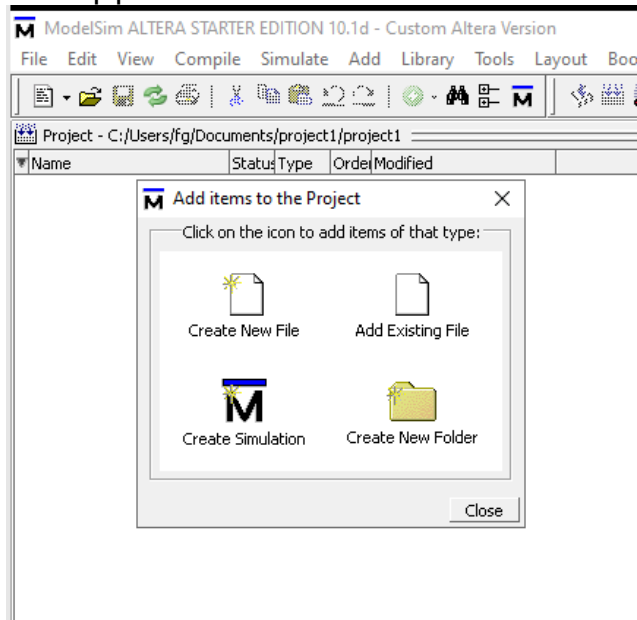 ModelSim ALTERA STARTER EDITION 10.1d - Custom Altera Version
File Edit View Compile Simulate Add Library Tools Layout
Project - C:/Users/fg/Documents/project1/project1
Name Status Type Order Modified
Add items to the Project
Click on the icon to add items of that type:
Create New File Add Existing File
Create Simulation Create New Folder
Close